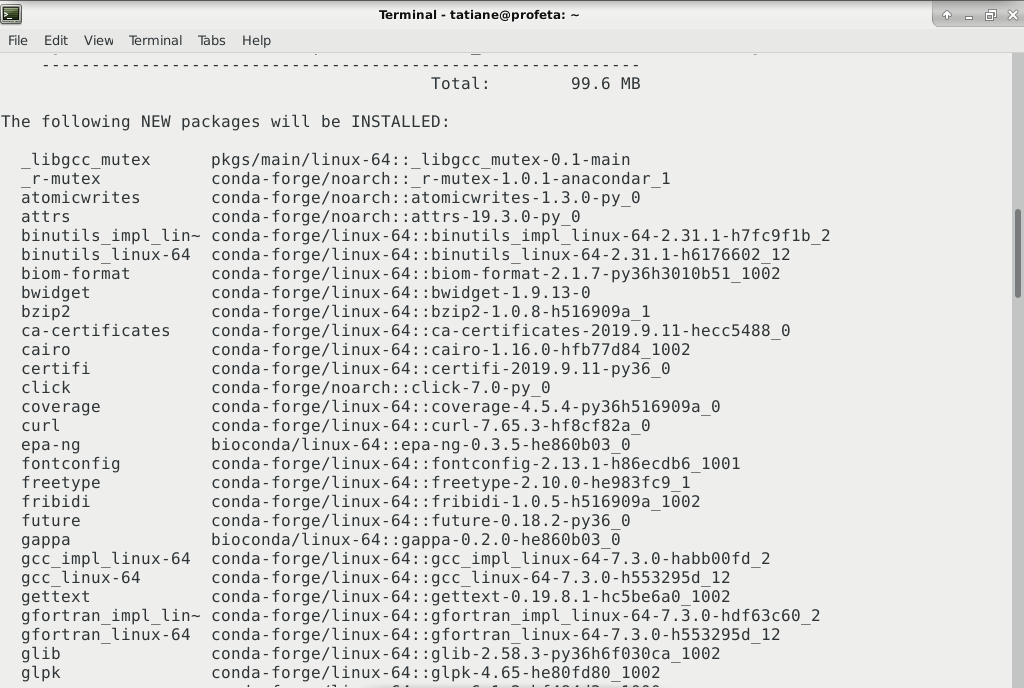 Terminal - tatiane@profeta: ~
File Edit View Terminal Tabs Help
------------------------------------------------------------
Total: 99.6 MB
The following NEW packages will be INSTALLED:
_libgcc_mutex pkgs/main/linux-64::_libgcc_mutex-0.1-main
_r-mutex conda-forge/noarch::_r-mutex-1.0.1-anacondar_1
atomicwrites conda-forge/noarch::atomicwrites-1.3.0-py_0
attrs conda-forge/noarch::attrs-19.3.0-py_0
binutils_impl_lin~ conda-forge/linux-64::binutils_impl_linux-64-2.31.1-h7fc9f1b_2
binutils_linux-64 conda-forge/linux-64::binutils_linux-64-2.31.1-h6176602_12
biom-format conda-forge/linux-64::biom-format-2.1.7-py36h3010b51_1002
bwidget conda-forge/linux-64::bwidget-1.9.13-0
bzip2 conda-forge/linux-64::bzip2-1.0.8-h516909a_1
ca-certificates conda-forge/linux-64::ca-certificates-2019.9.11-hecc5488_0
cairo conda-forge/linux-64::cairo-1.16.0-hfb77d84_1002
certifi conda-forge/linux-64::certifi-2019.9.11-py36_0
click conda-forge/noarch::click-7.0-py_0
coverage conda-forge/linux-64::coverage-4.5.4-py36h516909a_0
curl conda-forge/linux-64::curl-7.65.3-hf8cf82a_0
epa-ng bioconda/linux-64::epa-ng-0.3.5-he860b03_0
fontconfig conda-forge/linux-64::fontconfig-2.13.1-h86ecdb6_1001
freetype conda-forge/linux-64::freetype-2.10.0-he983fc9_1
fribidi conda-forge/linux-64::fribidi-1.0.5-h516909a_1002
future conda-forge/linux-64::future-0.18.2-py36_0
gappa bioconda/linux-64::gappa-0.2.0-he860b03_0
gcc_impl_linux-64 conda-forge/linux-64::gcc_impl_linux-64-7.3.0-habb00fd_2
gcc_linux-64 conda-forge/linux-64::gcc_linux-64-7.3.0-h553295d_12
gettext conda-forge/linux-64::gettext-0.19.8.1-hc5be6a0_1002
gfortran_impl_lin~ conda-forge/linux-64::gfortran_impl_linux-64-7.3.0-hdf63c60_2
gfortran_linux-64 conda-forge/linux-64::gfortran_linux-64-7.3.0-h553295d_12
glib conda-forge/linux-64::glib-2.58.3-py36h6f030ca_1002
glpk conda-forge/linux-64::glpk-4.65-he80fd80_1002